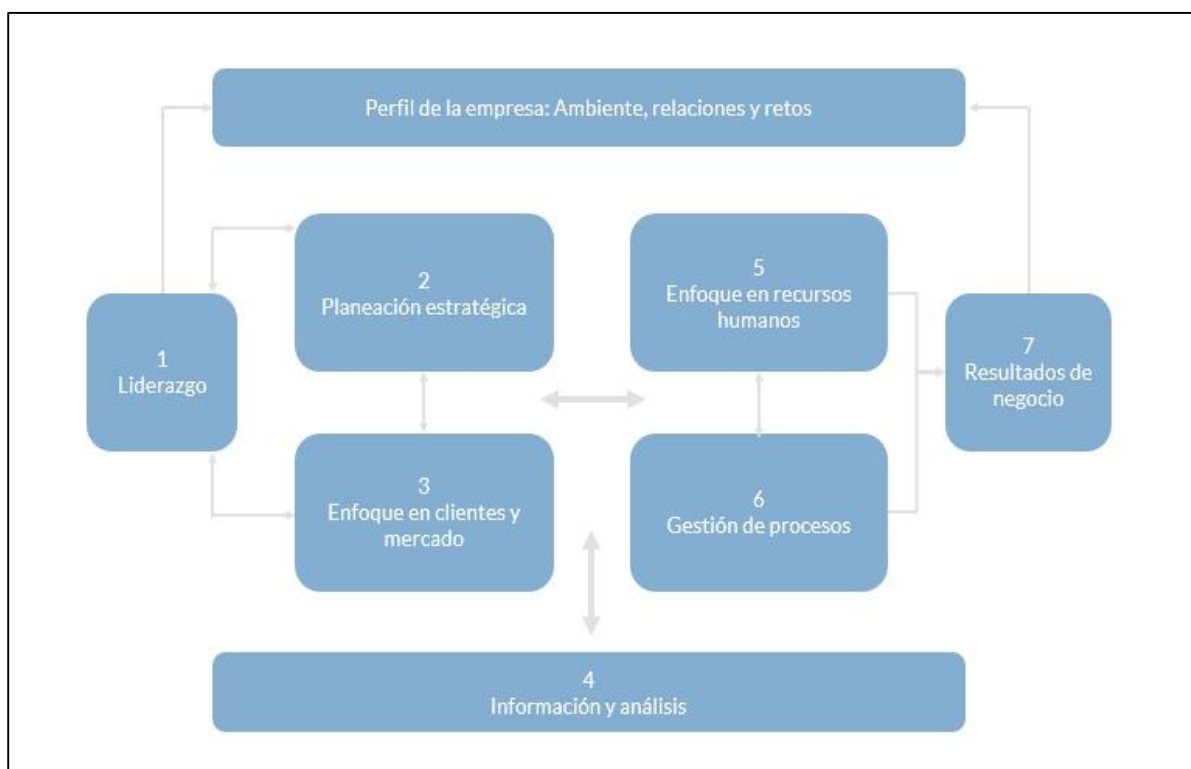 Perfil de la empresa: Ambiente, relaciones y retos
1
Liderazgo
2
Planeación estratégica
3
Enfoque en clientes y
mercado
5
Enfoque en recursos
humanos
6
Gestión de procesos
7
Resultados de
negocio
4
Información y análisis